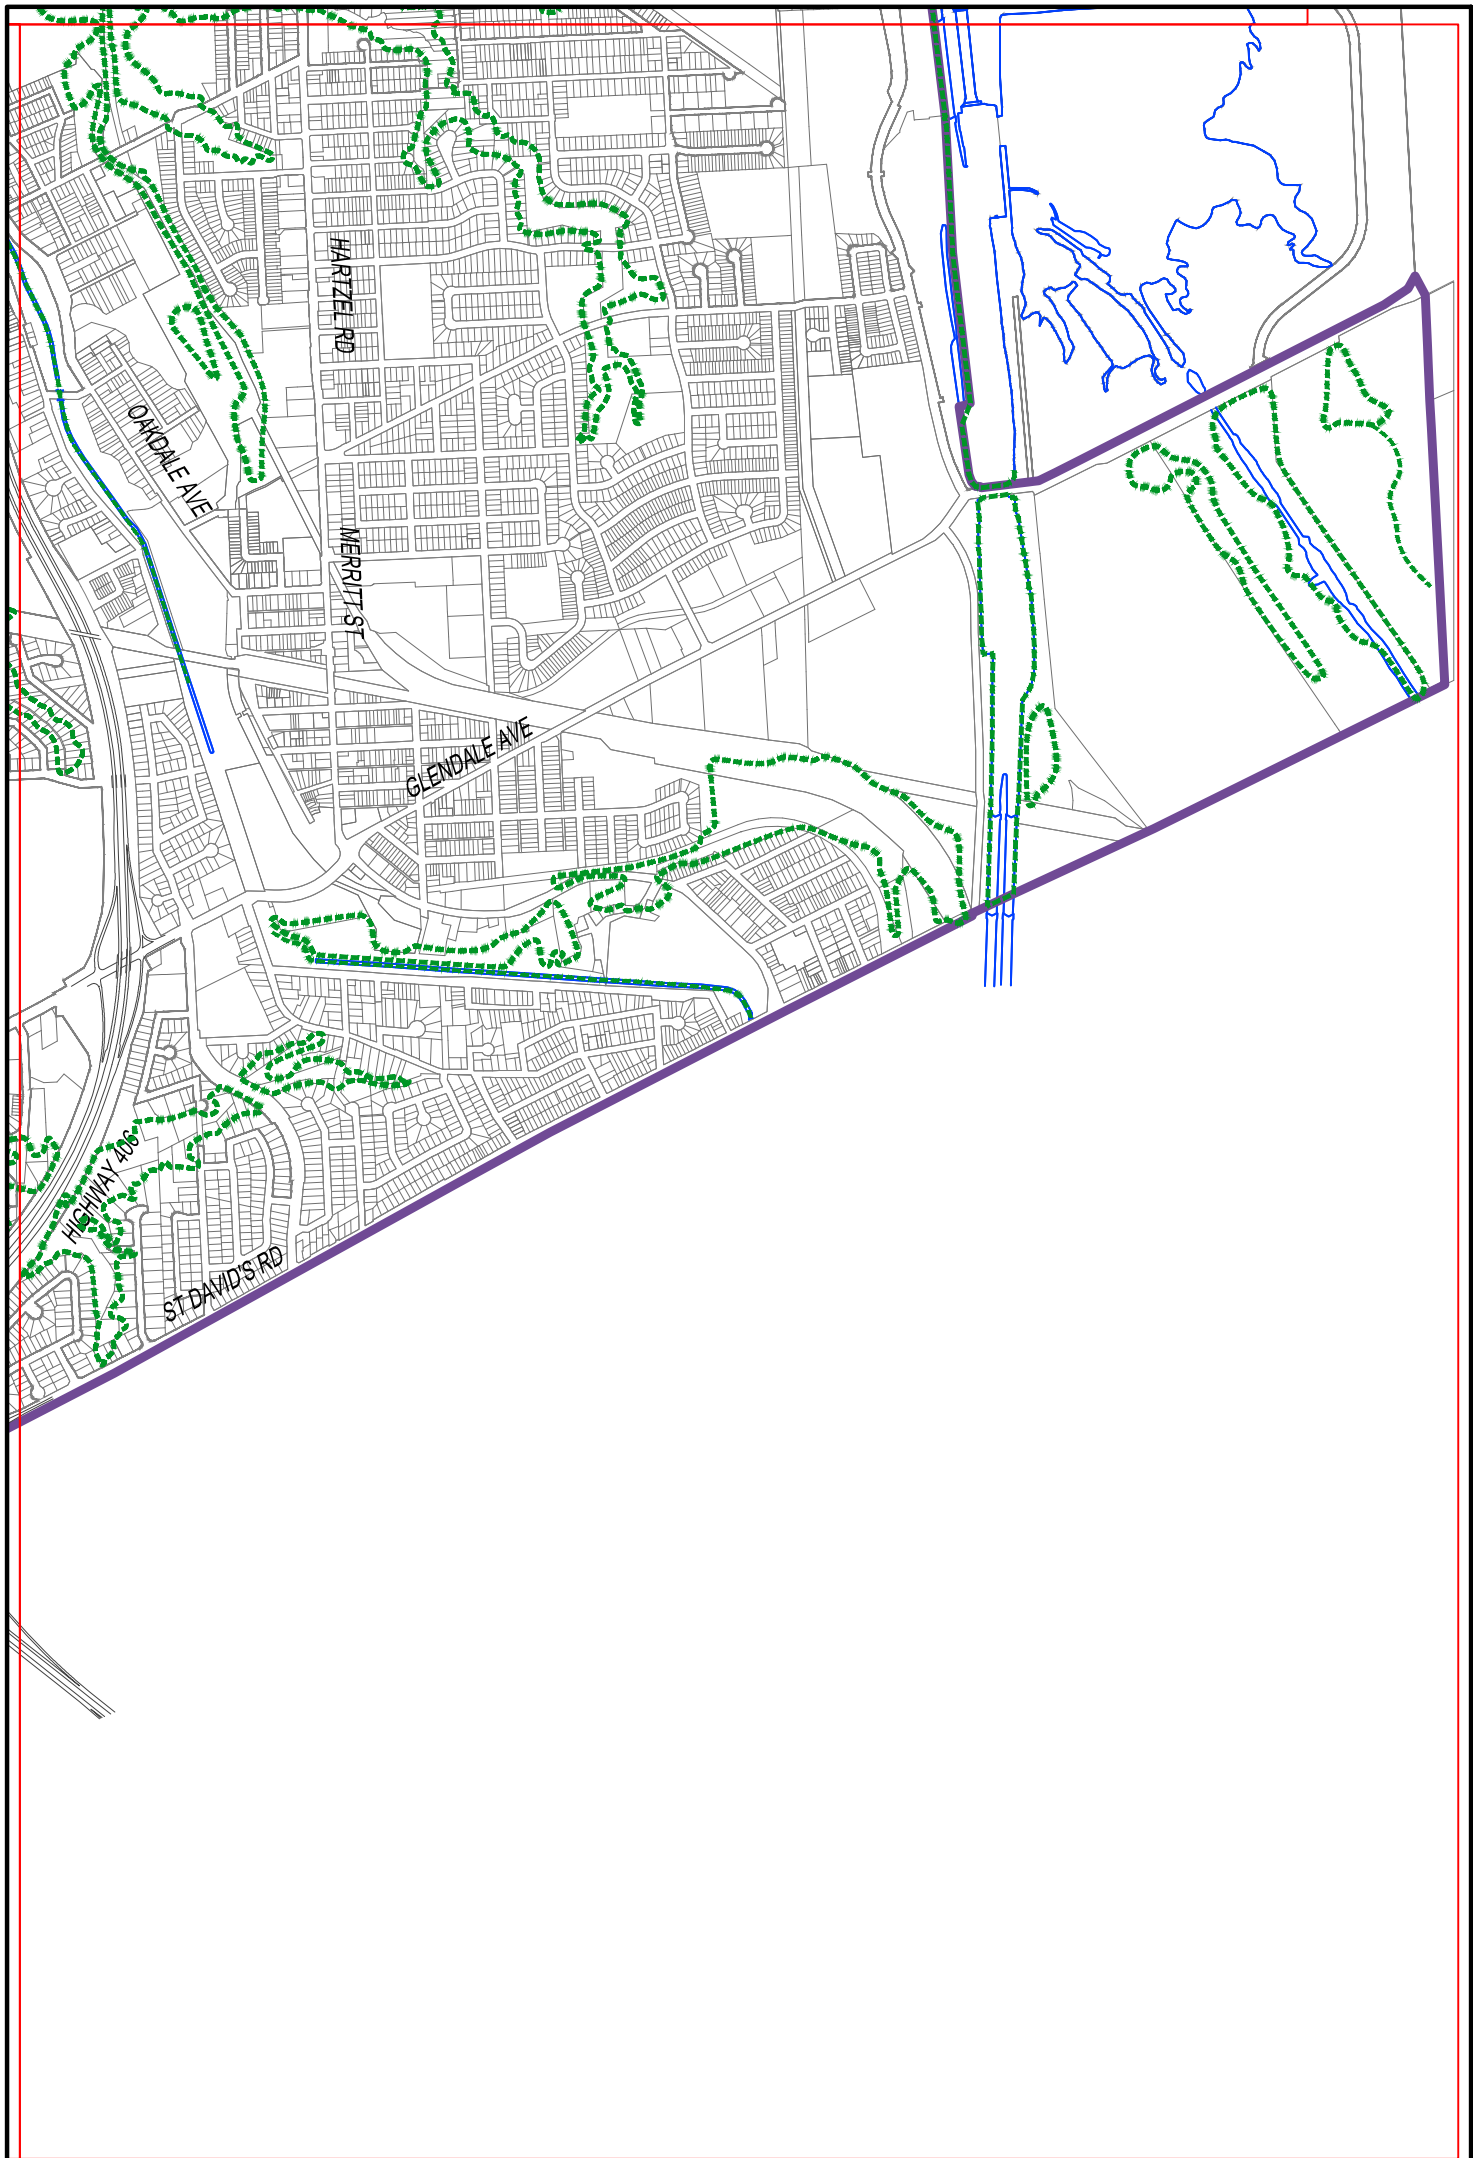 HARTZEL RD
OAKDALE AVE
MERRITT ST
GLENDALE AVE
HIGHWAY 406
ST DAVID'S RD